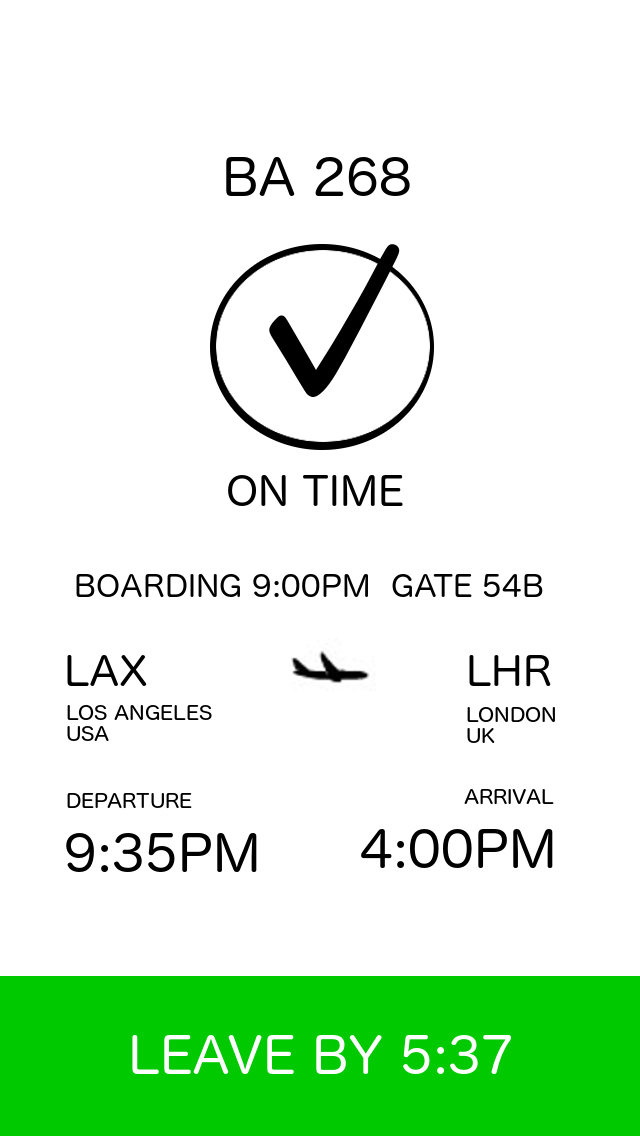 BA 268
ON TIME
BOARDING 9:00PM GATE 54B
LAX
LHR
LOS ANGELES
USA
LONDON
UK
DEPARTURE
ARRIVAL
9:35PM
4:00PM
LEAVE BY 5:37